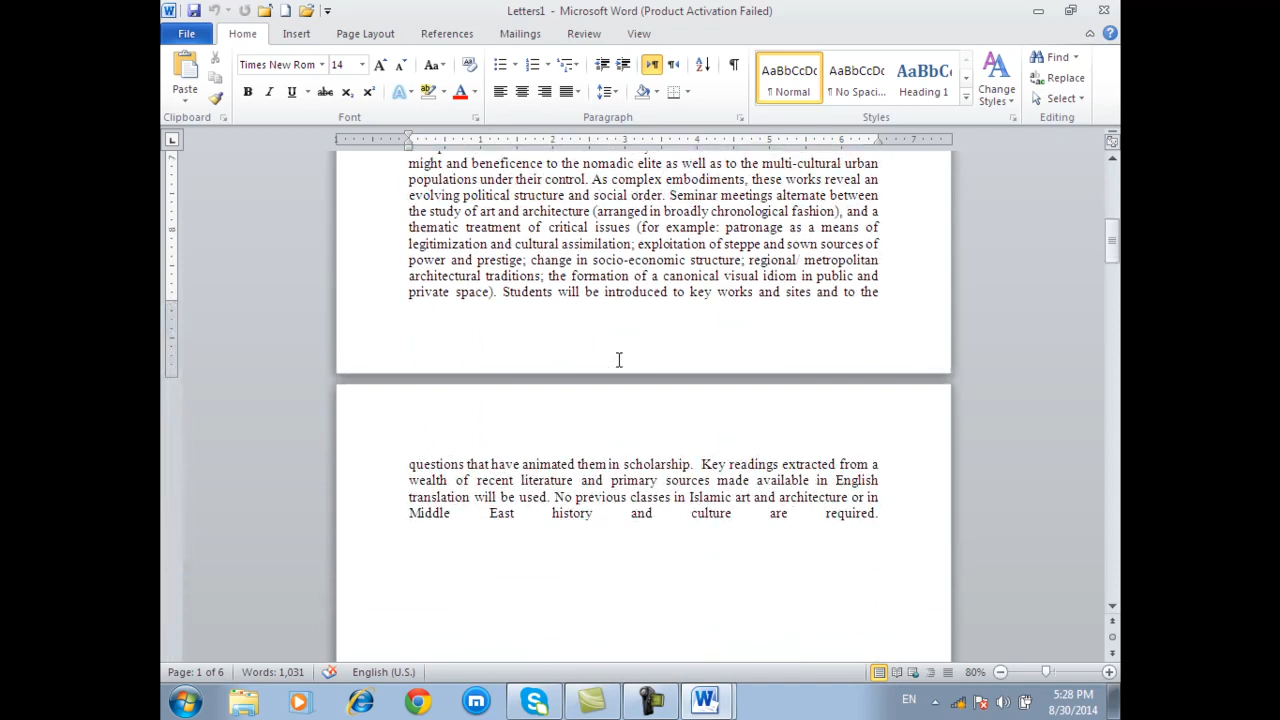 Letters1 - Microsoft Word (Product Activation Failed)
File Home Insert Page Layout References Mailings Review View
Times New Rom 14
Paste
Clipboard Font Paragraph Styles Editing
AaBbCcDc AaBbCcDc AaBbC
¶ Normal ¶ No Spaci... Heading 1
Change Styles
Find
Replace
Select
1 2 3 4 5 6 7
might and beneficence to the nomadic elite as well as to the multi-cultural urban
populations under their control. As complex embodiments, these works reveal an
evolving political structure and social order. Seminar meetings alternate between
the study of art and architecture (arranged in broadly chronological fashion), and a
thematic treatment of critical issues (for example: patronage as a means of
legitimization and cultural assimilation; exploitation of steppe and sown sources of
power and prestige; change in socio-economic structure; regional/ metropolitan
architectural traditions; the formation of a canonical visual idiom in public and
private space). Students will be introduced to key works and sites and to the
questions that have animated them in scholarship. Key readings extracted from a
wealth of recent literature and primary sources made available in English
translation will be used. No previous classes in Islamic art and architecture or in
Middle East history and culture are required.
Page: 1 of 6 Words: 1,031 English (U.S.) 80%
EN 5:28 PM
8/30/2014